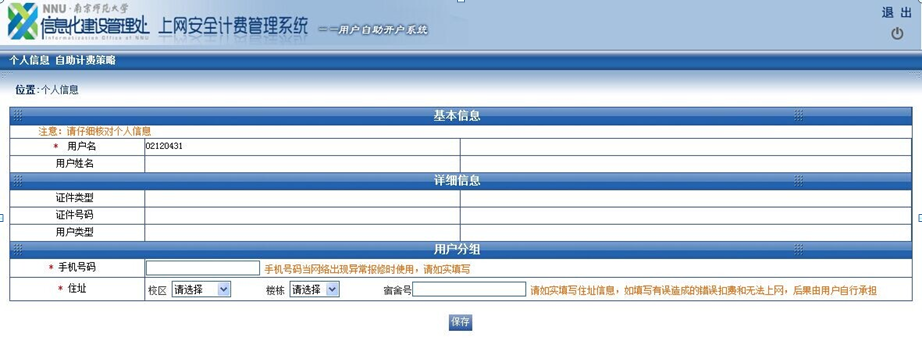 NNU·南京师范大学
信息化建设管理处 上网安全计费管理系统 ——用户自助开户系统
Informatization Office of NNU
退 出
个人信息 自助计费策略
位置:个人信息
基本信息
注意: 请仔细核对个人信息
* 用户名 02120431
用户姓名
详细信息
证件类型
证件号码
用户类型
用户分组
* 手机号码 手机号码当网络出现异常报修时使用，请如实填写
* 住址 校区 请选择 楼栋 请选择 宿舍号 请如实填写住址信息，如填写有误造成的错误扣费和无法上网，后果由用户自行承担
保存